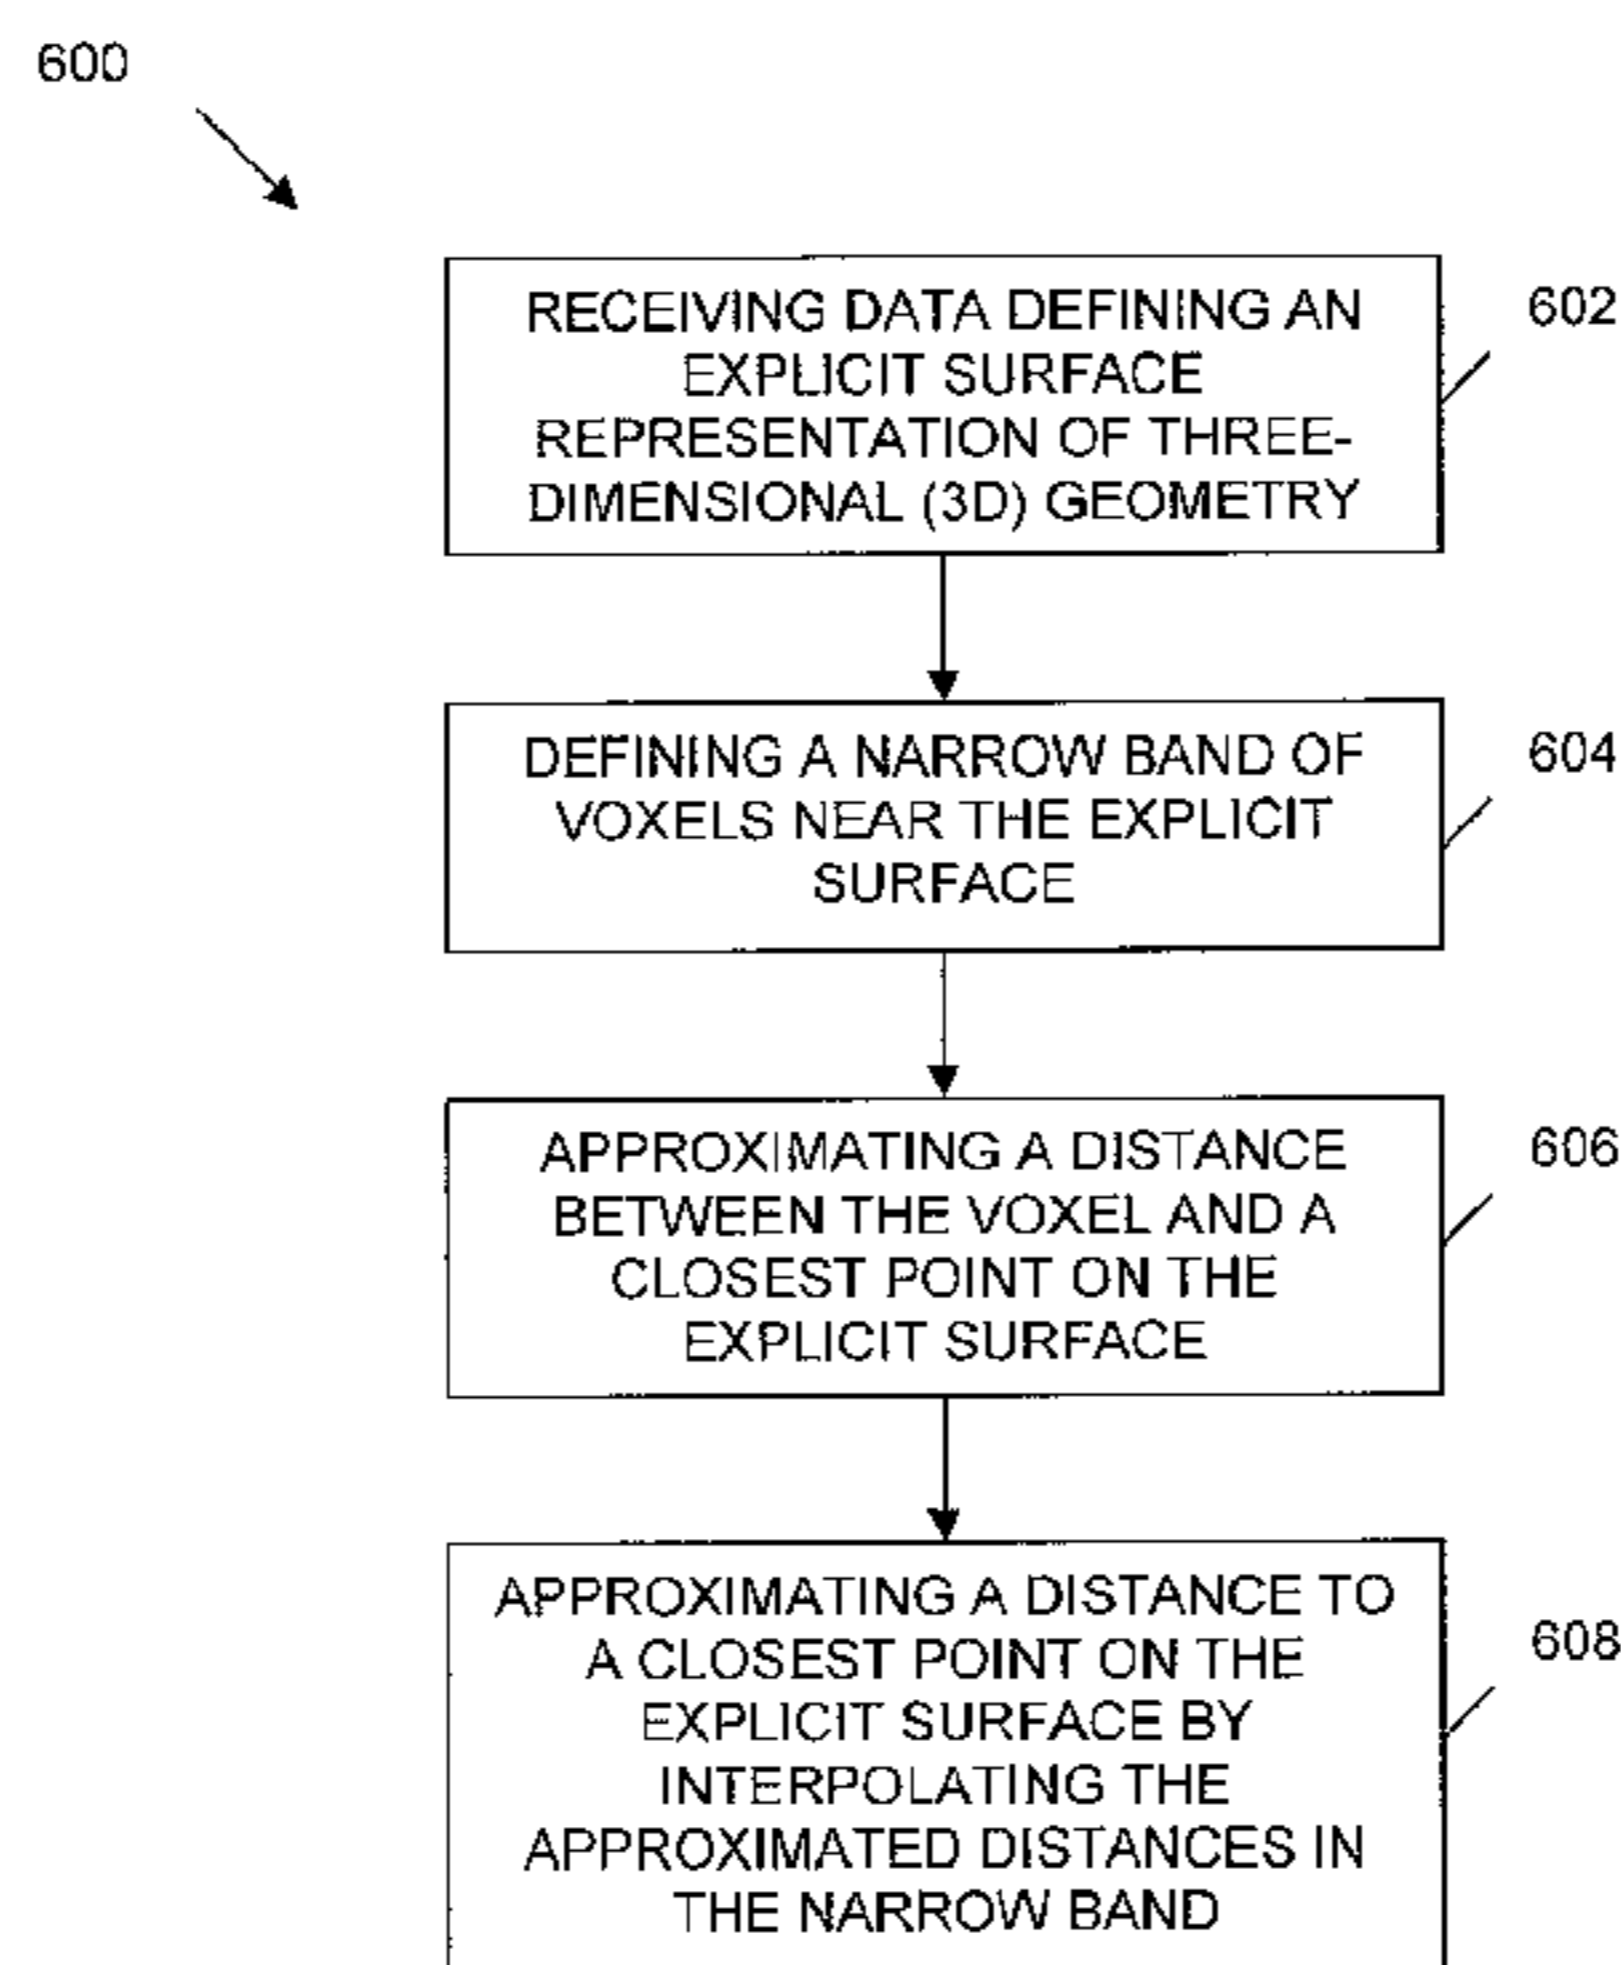 600
RECEIVING DATA DEFINING AN
EXPLICIT SURFACE
REPRESENTATION OF THREE-
DIMENSIONAL (3D) GEOMETRY
602
DEFINING A NARROW BAND OF
VOXELS NEAR THE EXPLICIT
SURFACE
604
APPROXIMATING A DISTANCE
BETWEEN THE VOXEL AND A
CLOSEST POINT ON THE
EXPLICIT SURFACE
606
APPROXIMATING A DISTANCE TO
A CLOSEST POINT ON THE
EXPLICIT SURFACE BY
INTERPOLATING THE
APPROXIMATED DISTANCES IN
THE NARROW BAND
608